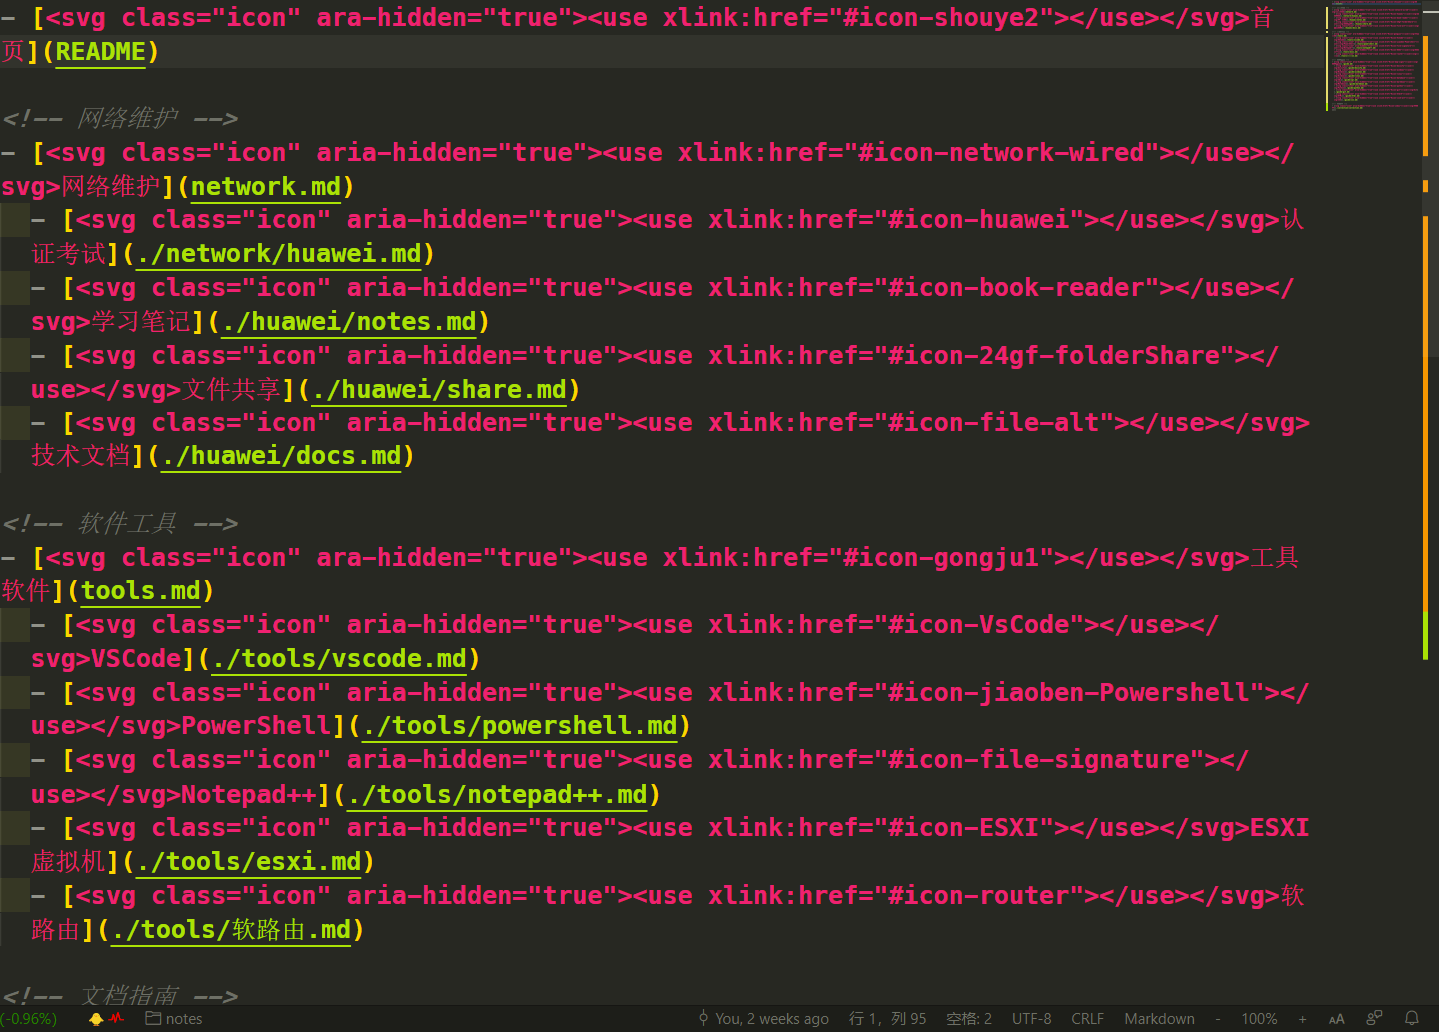 - [<svg class="icon" ara-hidden="true"><use xlink:href="#icon-shouye2"></use></svg>首
页](README)
<!-- 网络维护 -->
- [<svg class="icon" aria-hidden="true"><use xlink:href="#icon-network-wired"></use></
svg>网络维护](network.md)
- [<svg class="icon" aria-hidden="true"><use xlink:href="#icon-huawei"></use></svg>认
证考试](./network/huawei.md)
- [<svg class="icon" aria-hidden="true"><use xlink:href="#icon-book-reader"></use></
svg>学习笔记](./huawei/notes.md)
- [<svg class="icon" aria-hidden="true"><use xlink:href="#icon-24gf-folderShare"></
use></svg>文件共享](./huawei/share.md)
- [<svg class="icon" aria-hidden="true"><use xlink:href="#icon-file-alt"></use></svg>
技术文档](./huawei/docs.md)
<!-- 软件工具 -->
- [<svg class="icon" ara-hidden="true"><use xlink:href="#icon-gongju1"></use></svg>工具
软件](tools.md)
- [<svg class="icon" aria-hidden="true"><use xlink:href="#icon-VsCode"></use></
svg>VSCode](./tools/vscode.md)
- [<svg class="icon" aria-hidden="true"><use xlink:href="#icon-jiaoben-Powershell"></
use></svg>PowerShell](./tools/powershell.md)
- [<svg class="icon" aria-hidden="true"><use xlink:href="#icon-file-signature"></
use></svg>Notepad++](./tools/notepad++.md)
- [<svg class="icon" aria-hidden="true"><use xlink:href="#icon-ESXI"></use></svg>ESXI
虚拟机](./tools/esxi.md)
- [<svg class="icon" aria-hidden="true"><use xlink:href="#icon-router"></use></svg>软
路由](./tools/软路由.md)
<!-- 文档指南 -->
(-0.96%) notes You, 2 weeks ago 行 1, 列 95 空格: 2 UTF-8 CRLF Markdown - 100% + AA